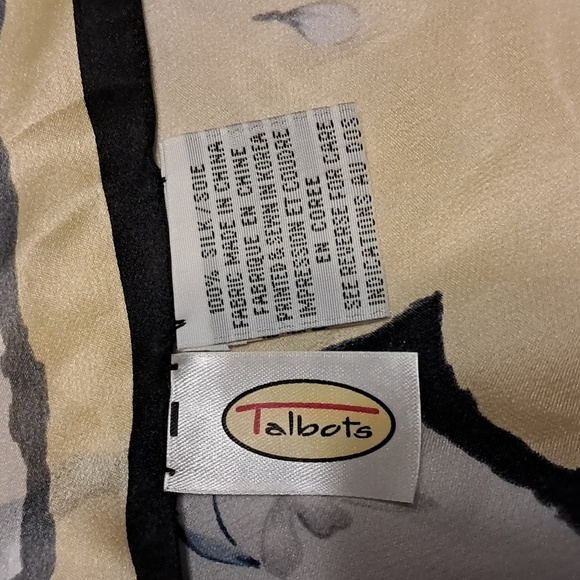 100% SILK / SOIE
FABRIC MADE IN CHINA
FABRIQUE EN CHINE
PRINTED & SEWN IN KOREA
IMPRESSION ET COUDRE
EN COREE
SEE REVERSE FOR CARE
INDICATIONS AU DOS
Talbots